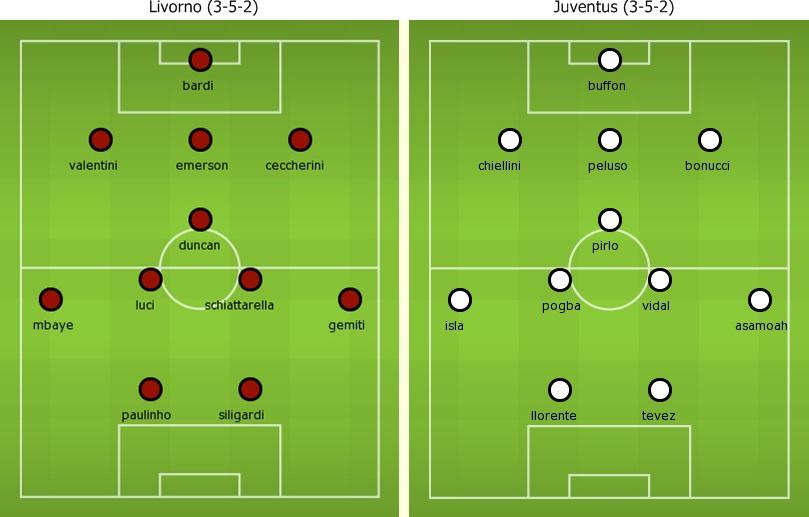 Livorno (3-5-2)
bardi
valentini emerson ceccherini
duncan
luci schiattarella
mbaye gemiti
paulinho siligardi
Juventus (3-5-2)
buffon
chiellini peluso bonucci
pirlo
pogba vidal
isla asamoah
llorente tevez